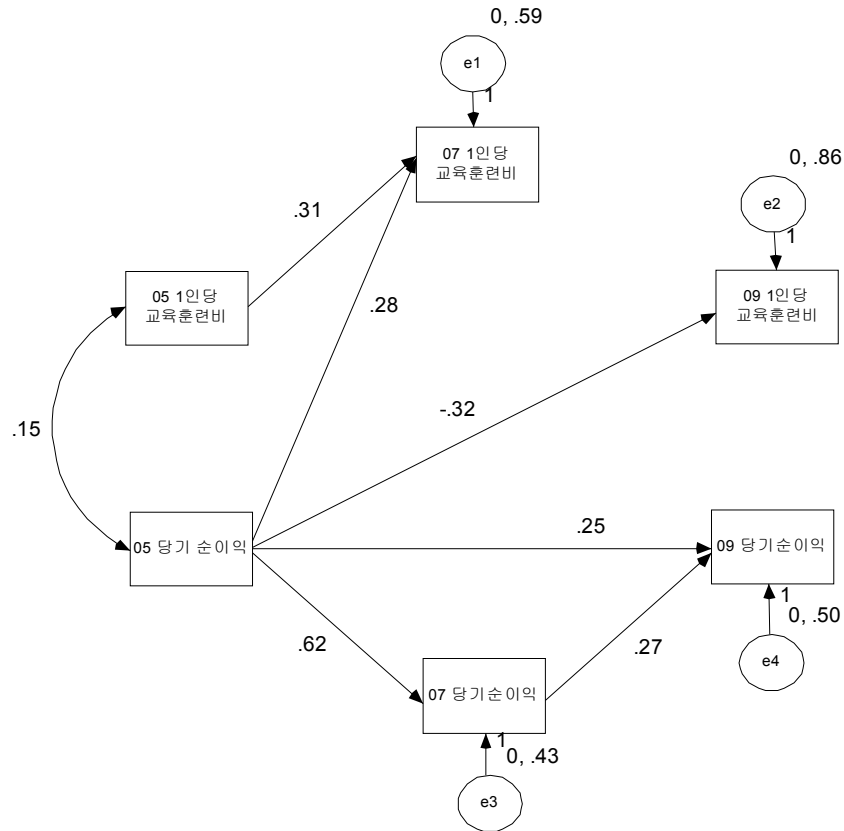 0, .59
e1
1
07 1인당
교육훈련비
0, .86
e2
1
.31
05 1인당
교육훈련비
.28
09 1인당
교육훈련비
-.32
.15
.25
05 당기 순이익
09 당기순이익
1
0, .50
.62
.27
e4
07 당기순이익
1
0, .43
e3